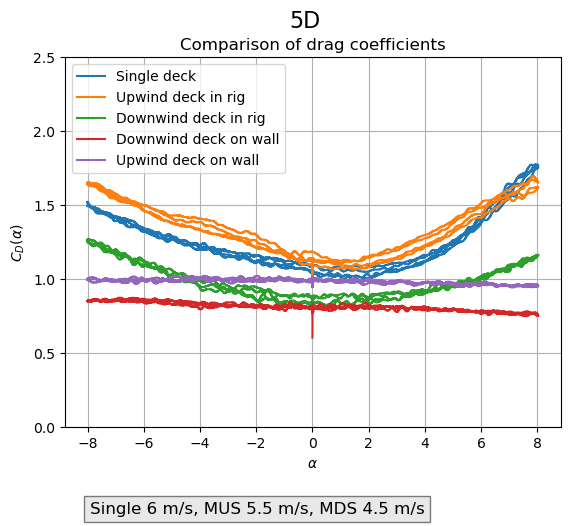 5D
Comparison of drag coefficients
2.5
2.0
1.5
1.0
0.5
0.0
C_D(α)
Single deck
Upwind deck in rig
Downwind deck in rig
Downwind deck on wall
Upwind deck on wall
−8 −6 −4 −2 0 2 4 6 8
α
Single 6 m/s, MUS 5.5 m/s, MDS 4.5 m/s